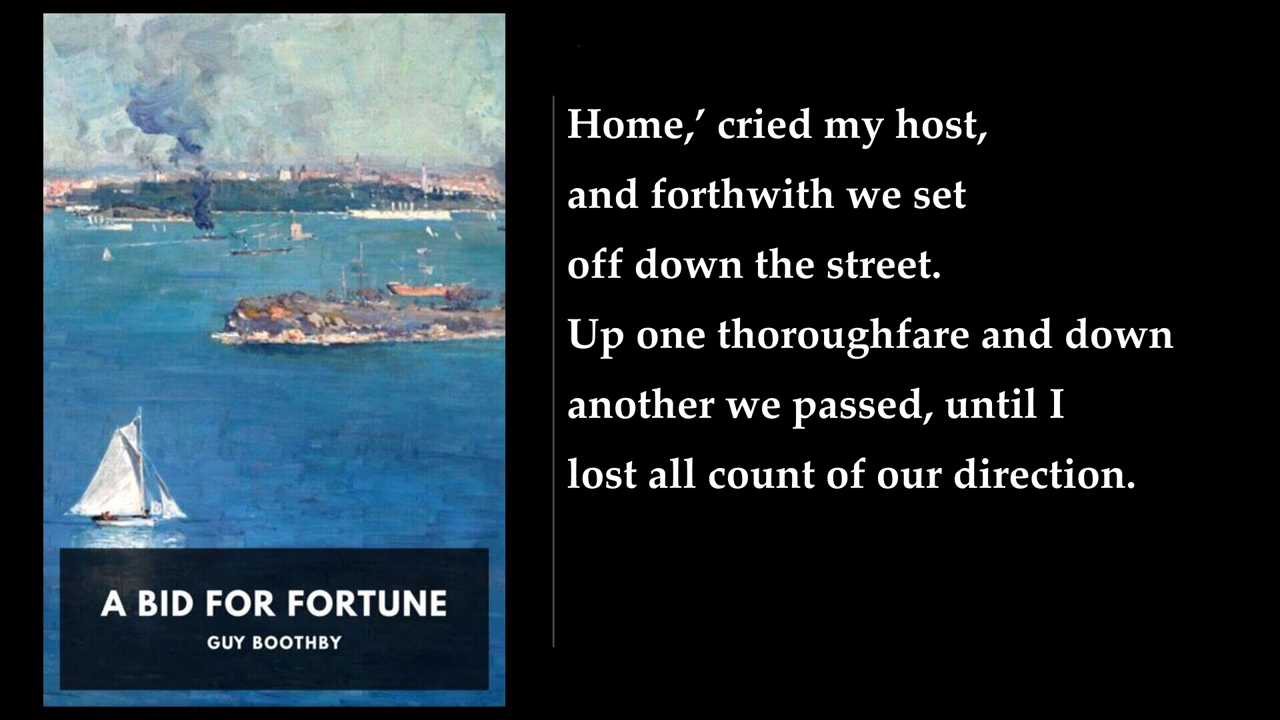 Home,’ cried my host,
and forthwith we set
off down the street.
Up one thoroughfare and down
another we passed, until I
lost all count of our direction.
A BID FOR FORTUNE
GUY BOOTHBY